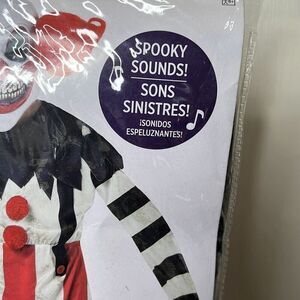 SPOOKY
SOUNDS!
SONS
SINISTRES!
¡SONIDOS
ESPELUZNANTES!